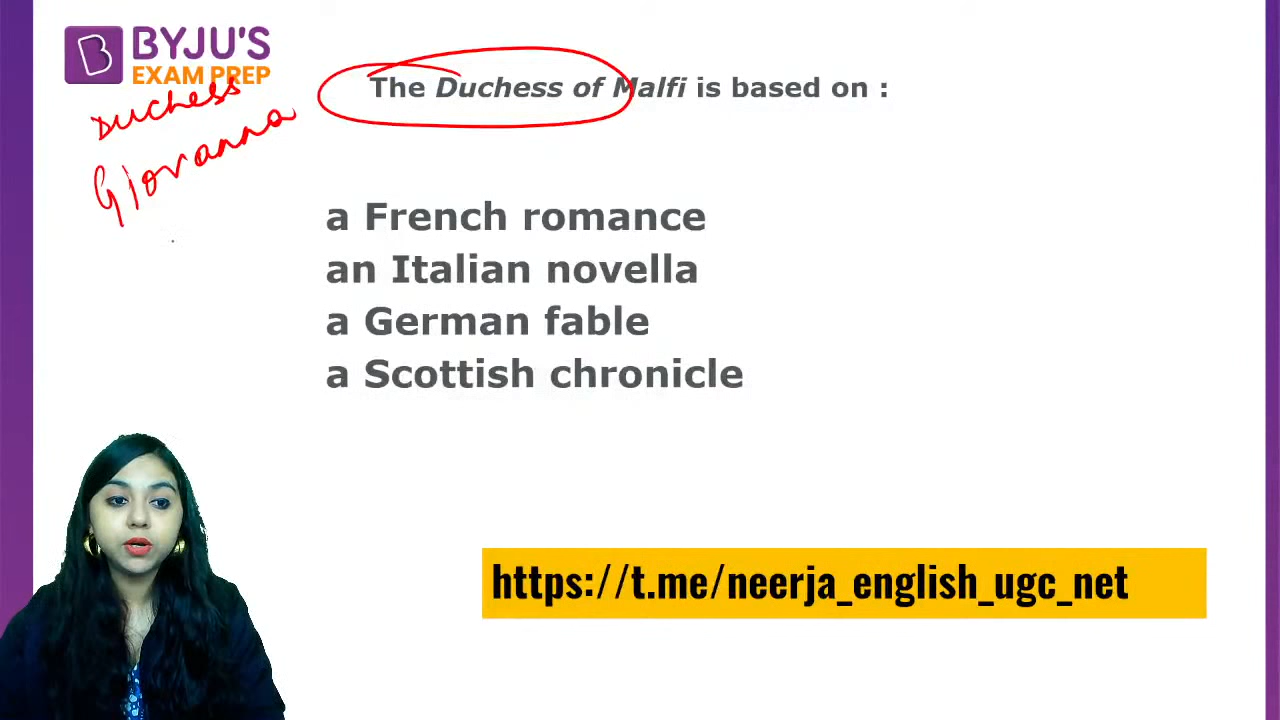 BYJU'S
EXAM PREP
Duchess
Giovanna
The Duchess of Malfi is based on :
a French romance
an Italian novella
a German fable
a Scottish chronicle
https://t.me/neerja_english_ugc_net